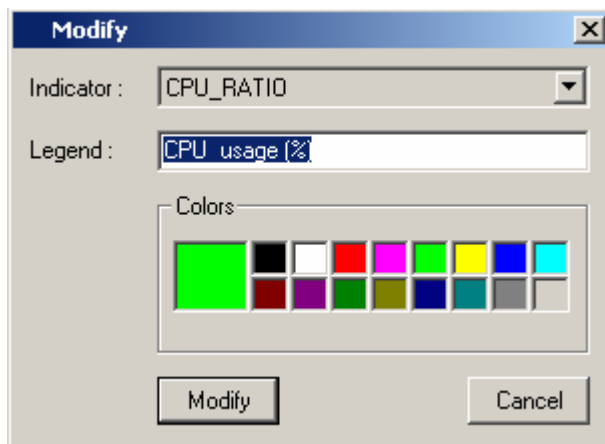 Modify
Indicator : CPU_RATIO
Legend : CPU usage (%)
Colors
Modify Cancel